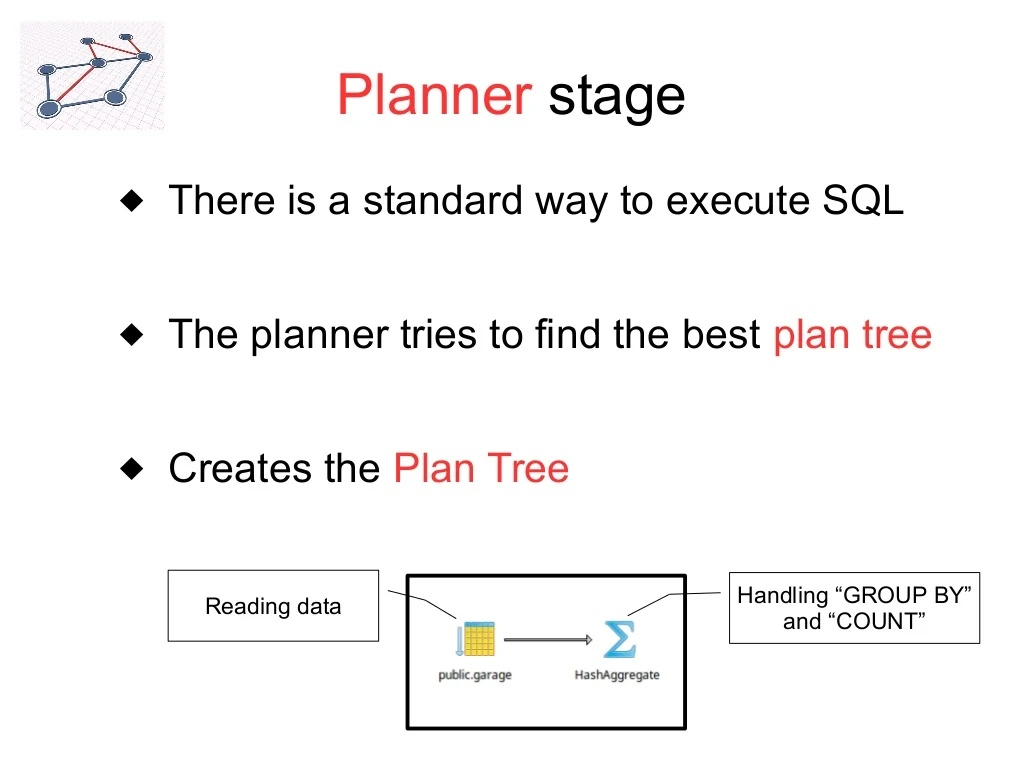 Planner stage
There is a standard way to execute SQL
The planner tries to find the best plan tree
Creates the Plan Tree
Reading data
Handling “GROUP BY”
and “COUNT”
public.garage
HashAggregate